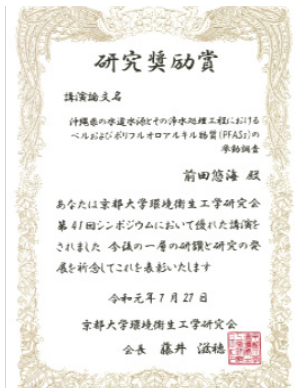 研究奨励賞
講演論文名
沖縄県の水道水源とその浄水処理工程における
ペルおよびポリフルオロアルキル物質(PFASs)の
挙動調査
前田悠海 殿
あなたは京都大学環境衛生工学研究会
第41回シンポジウムにおいて優れた講演を
されました 今後の一層の研鑽と研究の発
展を祈念してこれを表彰いたします
令和元年7月27日
京都大学環境衛生工学研究会
会長 藤井 滋穂